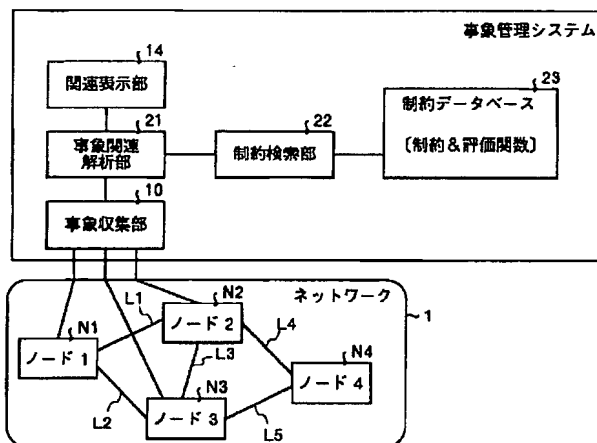 事象管理システム
14
関連表示部
21
事象関連
解析部
22
制約検索部
23
制約データベース
〔制約＆評価関数〕
10
事象収集部
ネットワーク
1
N1
ノード 1
L1
N2
ノード 2
L4
L3
N4
ノード 4
L2
N3
ノード 3
L5